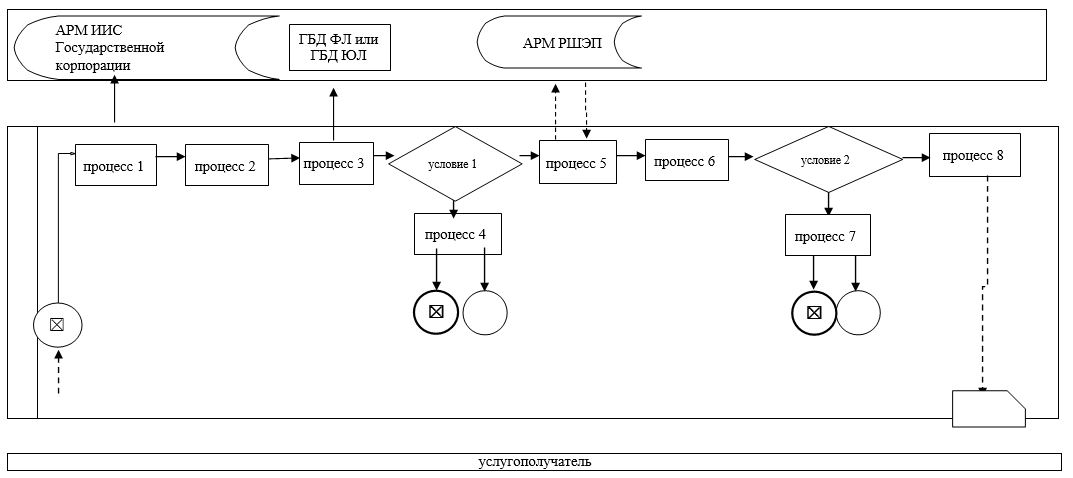 АРМ ИИС
Государственной
корпорации
ГБД ФЛ или
ГБД ЮЛ
АРМ РШЭП
процесс 1
процесс 2
процесс 3
условие 1
процесс 5
процесс 6
условие 2
процесс 8
процесс 4
процесс 7
услугополучатель